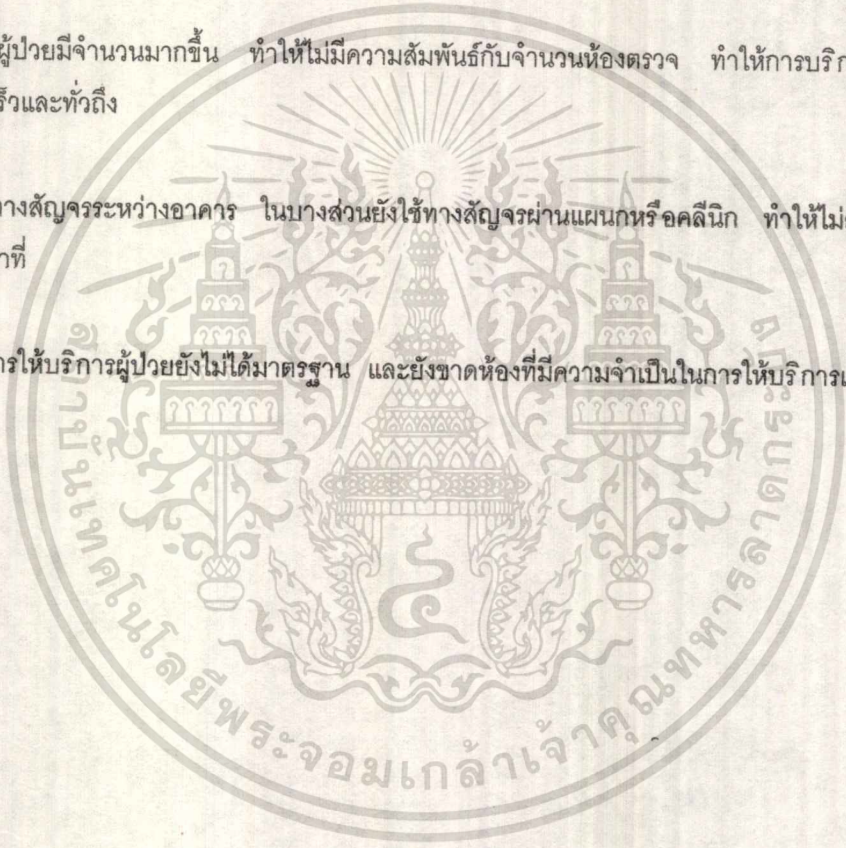 ผู้ป่วยมีจำนวนมากขึ้น ทำให้ไม่มีความสัมพันธ์กับจำนวนห้องตรวจ ทำให้การบริก
ร็วและทั่วถึง
างสัญจรระหว่างอาคาร ในบางส่วนยังใช้ทางสัญจรผ่านแผนกหรือคลีนิก ทำให้ไม่
าที่
ารให้บริการผู้ป่วยยังไม่ได้มาตรฐาน และยังขาดห้องที่มีความจำเป็นในการให้บริการ
สถาบันเทคโนโลยีพระจอมเกล้าเจ้าคุณทหารลาดกระบัง
๔